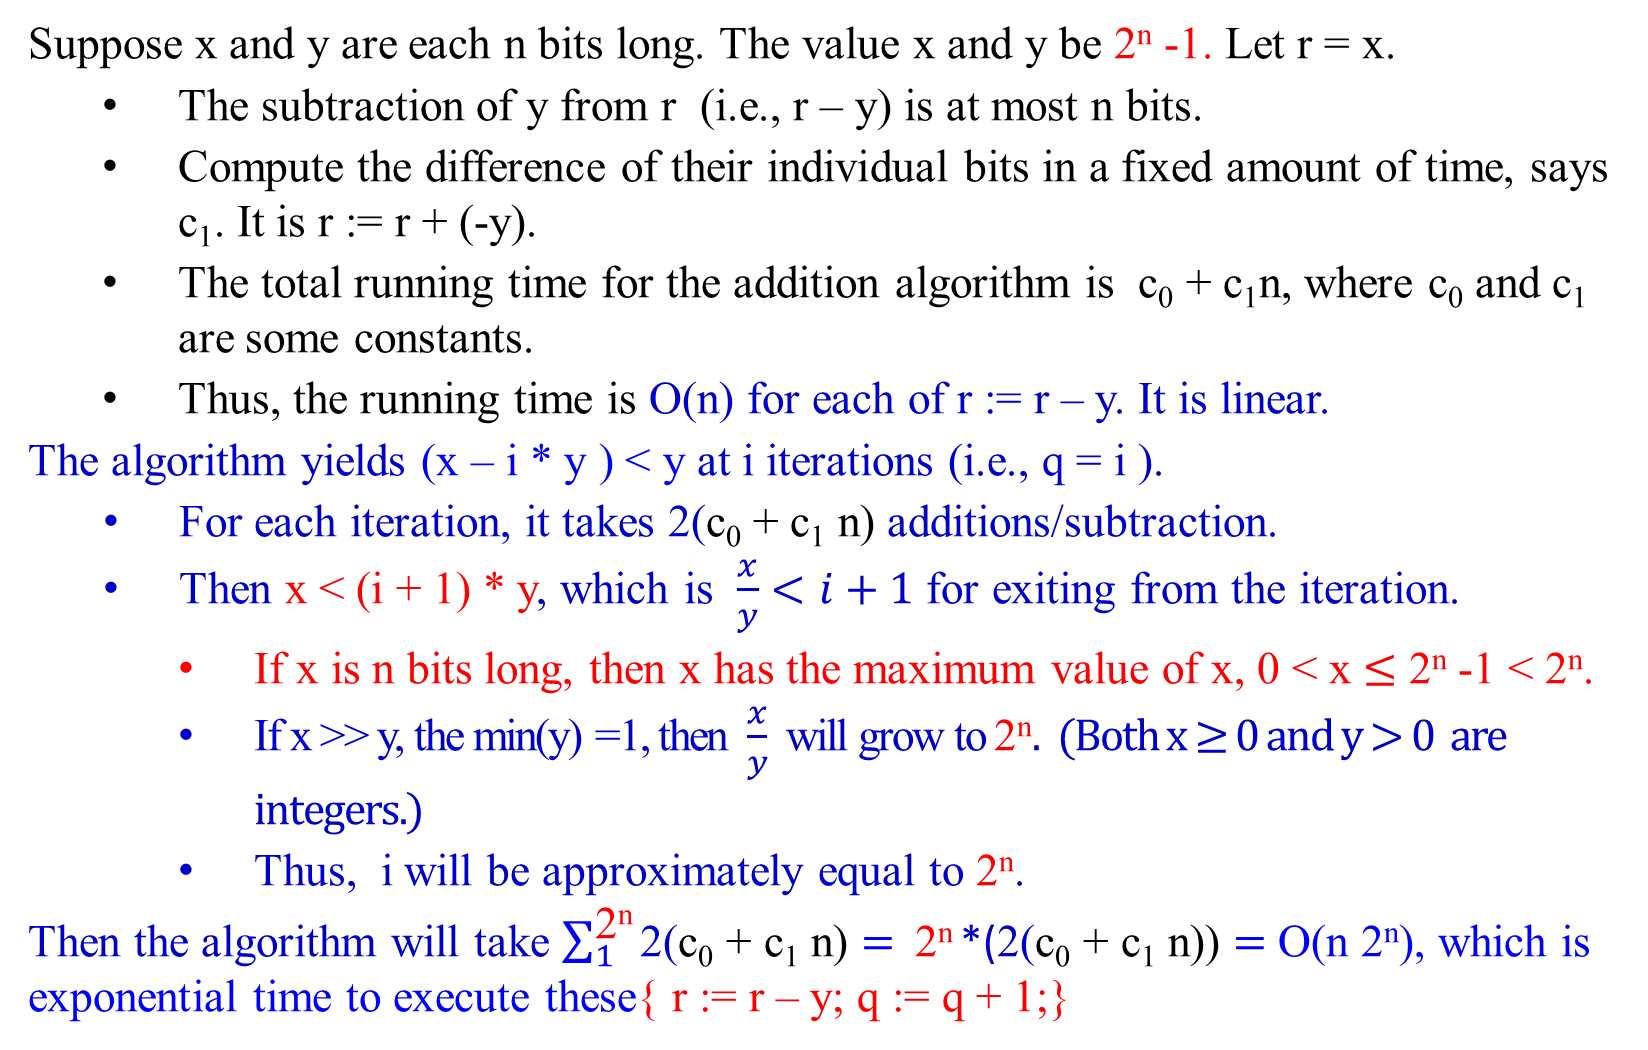 Suppose x and y are each n bits long. The value x and y be 2ⁿ -1. Let r = x.
• The subtraction of y from r (i.e., r – y) is at most n bits.
• Compute the difference of their individual bits in a fixed amount of time, says
c₁. It is r := r + (-y).
• The total running time for the addition algorithm is c₀ + c₁n, where c₀ and c₁
are some constants.
• Thus, the running time is O(n) for each of r := r – y. It is linear.
The algorithm yields (x – i * y ) < y at i iterations (i.e., q = i ).
• For each iteration, it takes 2(c₀ + c₁ n) additions/subtraction.
• Then x < (i + 1) * y, which is x/y < i + 1 for exiting from the iteration.
• If x is n bits long, then x has the maximum value of x, 0 < x ≤ 2ⁿ -1 < 2ⁿ.
• If x >> y, the min(y) =1, then x/y will grow to 2ⁿ. (Both x ≥ 0 and y > 0 are
integers.)
• Thus, i will be approximately equal to 2ⁿ.
Then the algorithm will take ∑₁^2ⁿ 2(c₀ + c₁ n) = 2ⁿ *(2(c₀ + c₁ n)) = O(n 2ⁿ), which is
exponential time to execute these{ r := r – y; q := q + 1;}